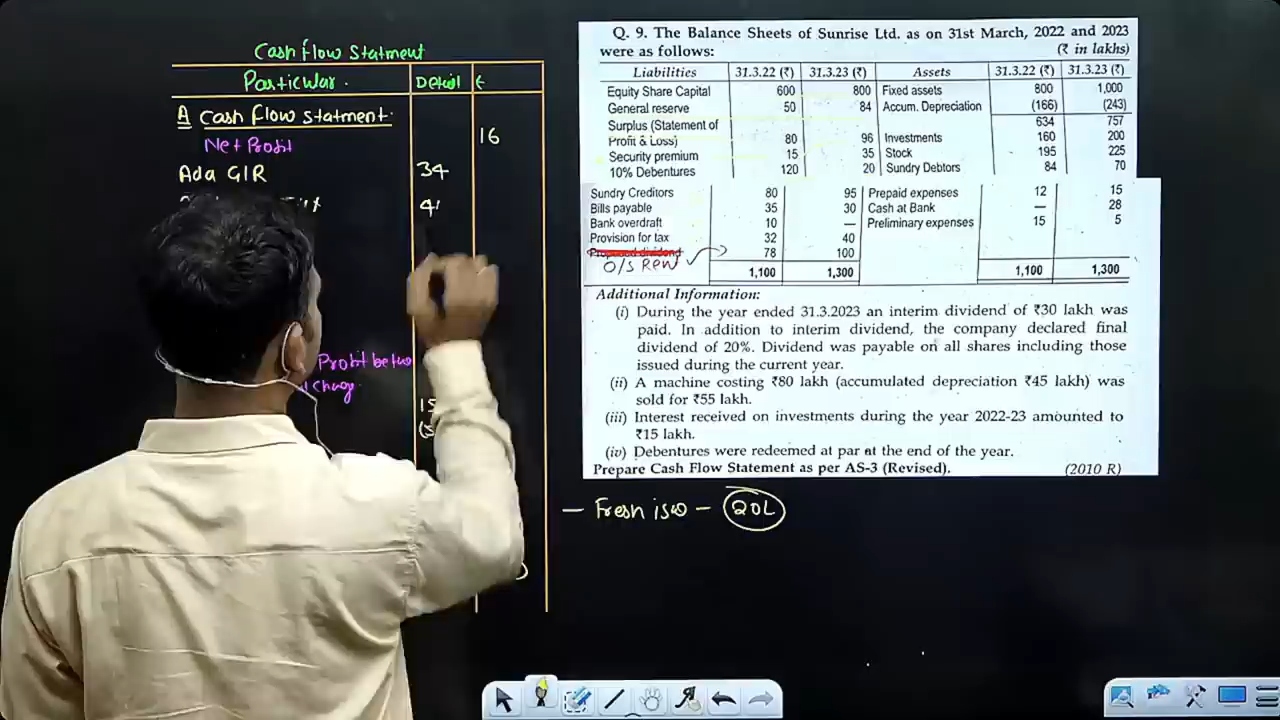 Cash flow Statment
Particular. Detail ₹
A Cash flow statment.
Net Profit 16
Add GIR 34
Profit before
15
- Fresh issue - 20L
Q. 9. The Balance Sheets of Sunrise Ltd. as on 31st March, 2022 and 2023
were as follows: (₹ in lakhs)
Liabilities 31.3.22 (₹) 31.3.23 (₹) Assets 31.3.22 (₹) 31.3.23 (₹)
Equity Share Capital 600 800 Fixed assets 800 1,000
General reserve 50 84 Accum. Depreciation (166) (243)
Surplus (Statement of 634 757
Profit & Loss) 80 96 Investments 160 200
Security premium 15 35 Stock 195 225
10% Debentures 120 20 Sundry Debtors 84 70
Sundry Creditors 80 95 Prepaid expenses 12 15
Bills payable 35 30 Cash at Bank — 28
Bank overdraft 10 — Preliminary expenses 15 5
Provision for tax 32 40
78 100
O/S Ren
1,100 1,300 1,100 1,300
Additional Information:
(i) During the year ended 31.3.2023 an interim dividend of ₹30 lakh was
paid. In addition to interim dividend, the company declared final
dividend of 20%. Dividend was payable on all shares including those
issued during the current year.
(ii) A machine costing ₹80 lakh (accumulated depreciation ₹45 lakh) was
sold for ₹55 lakh.
(iii) Interest received on investments during the year 2022-23 amounted to
₹15 lakh.
(iv) Debentures were redeemed at par at the end of the year.
Prepare Cash Flow Statement as per AS-3 (Revised). (2010 R)